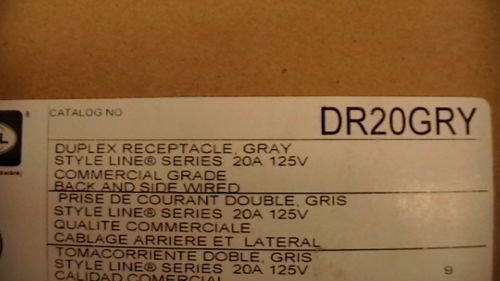 CATALOG NO
DR20GRY
DUPLEX RECEPTACLE, GRAY
STYLE LINE® SERIES 20A 125V
COMMERCIAL GRADE
BACK AND SIDE WIRED
PRISE DE COURANT DOUBLE, GRIS
STYLE LINE® SERIES 20A 125V
QUALITE COMMERCIALE
CABLAGE ARRIERE ET LATERAL
TOMACORRIENTE DOBLE, GRIS
STYLE LINE® SERIES 20A 125V
CALIDAD COMERCIAL
9